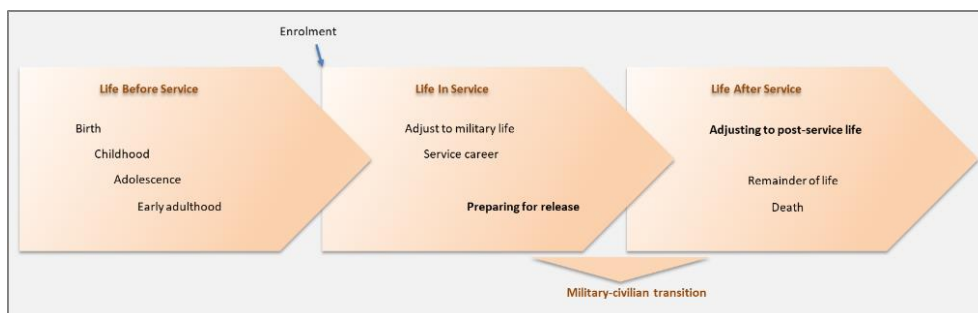 Enrolment
Life Before Service
Birth
Childhood
Adolescence
Early adulthood
Life In Service
Adjust to military life
Service career
Preparing for release
Life After Service
Adjusting to post-service life
Remainder of life
Death
Military-civilian transition